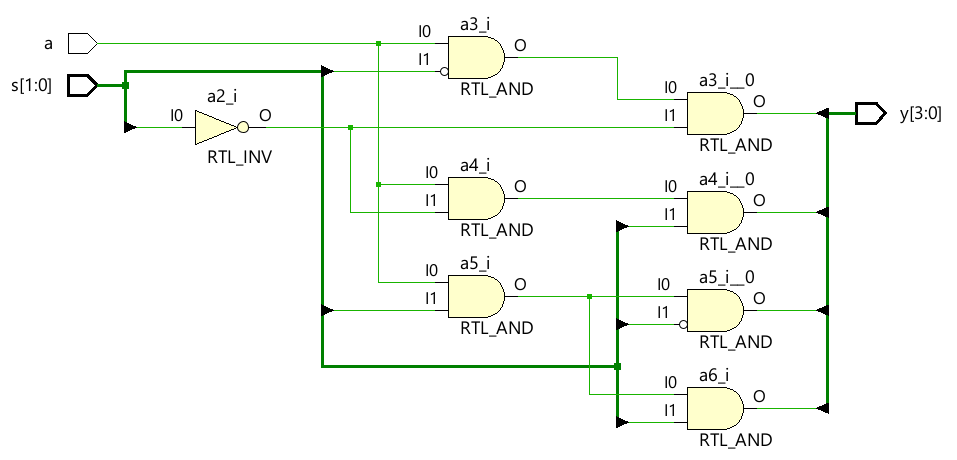 a3_i
I0
O
a
I1
a3_i__0
s[1:0]
RTL_AND
I0
O
a2_i
y[3:0]
I0
O
I1
RTL_AND
RTL_INV
a4_i
a4_i__0
I0
O
I0
O
I1
I1
RTL_AND
RTL_AND
a5_i
a5_i__0
I0
O
I0
O
I1
I1
RTL_AND
RTL_AND
a6_i
I0
O
I1
RTL_AND